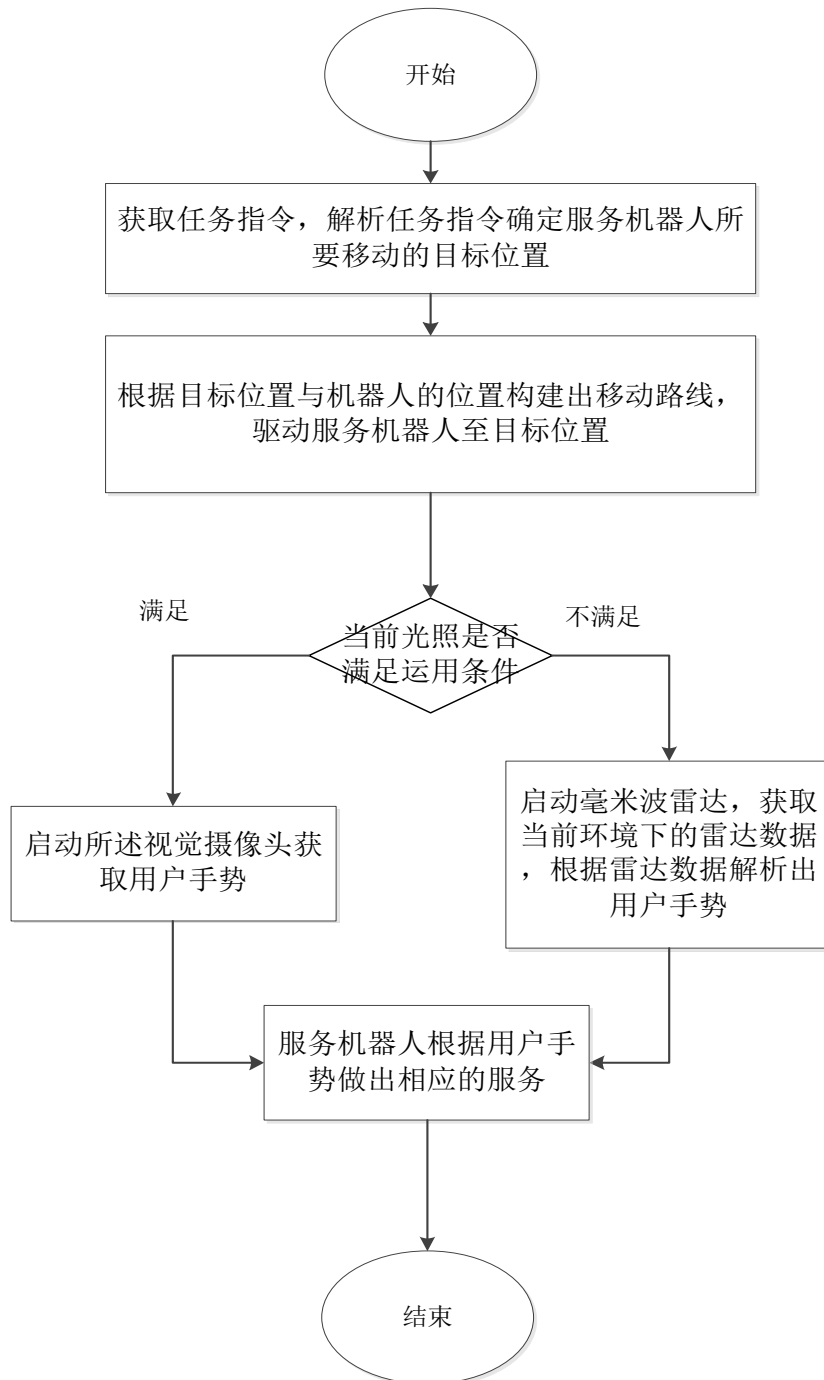 开始
获取任务指令，解析任务指令确定服务机器人所
要移动的目标位置
根据目标位置与机器人的位置构建出移动路线，
驱动服务机器人至目标位置
满足
不满足
当前光照是否
满足运用条件
启动所述视觉摄像头获
取用户手势
启动毫米波雷达，获取
当前环境下的雷达数据
，根据雷达数据解析出
用户手势
服务机器人根据用户手
势做出相应的服务
结束